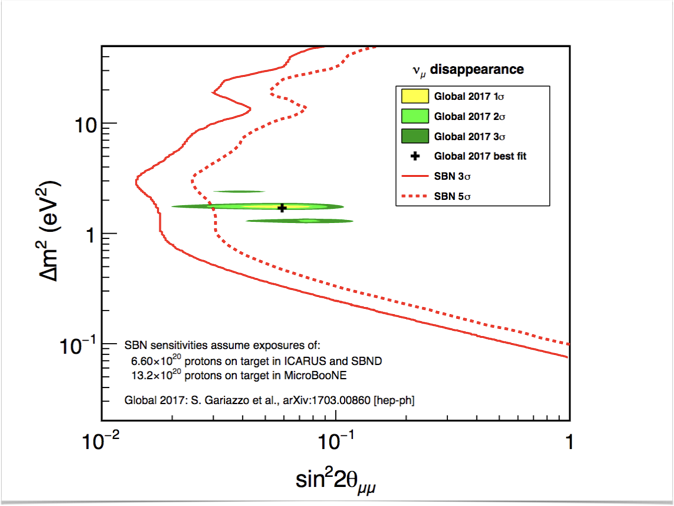 ν_μ disappearance
Global 2017 1σ
Global 2017 2σ
Global 2017 3σ
Global 2017 best fit
SBN 3σ
SBN 5σ
10
1
10⁻¹
Δm² (eV²)
SBN sensitivities assume exposures of:
6.60×10²⁰ protons on target in ICARUS and SBND
13.2×10²⁰ protons on target in MicroBooNE
Global 2017: S. Gariazzo et al., arXiv:1703.00860 [hep-ph]
10⁻² 10⁻¹ 1
sin²2θ_μμ